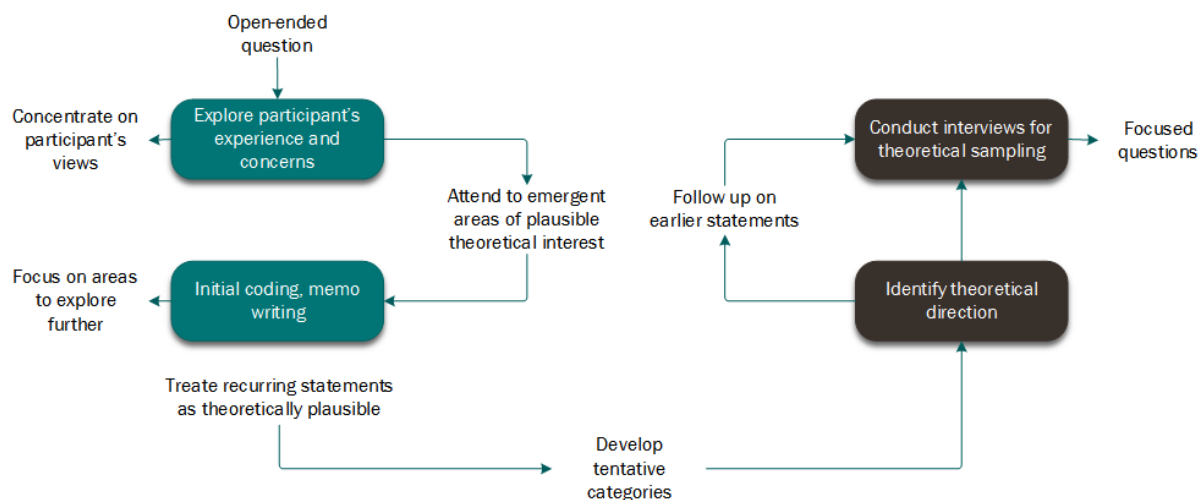 Open-ended
question
Concentrate on
participant's
views
Explore participant's
experience and
concerns
Attend to emergent
areas of plausible
theoretical interest
Focus on areas
to explore
further
Initial coding, memo
writing
Treate recurring statements
as theoretically plausible
Develop
tentative
categories
Identify theoretical
direction
Follow up on
earlier statements
Conduct interviews for
theoretical sampling
Focused
questions